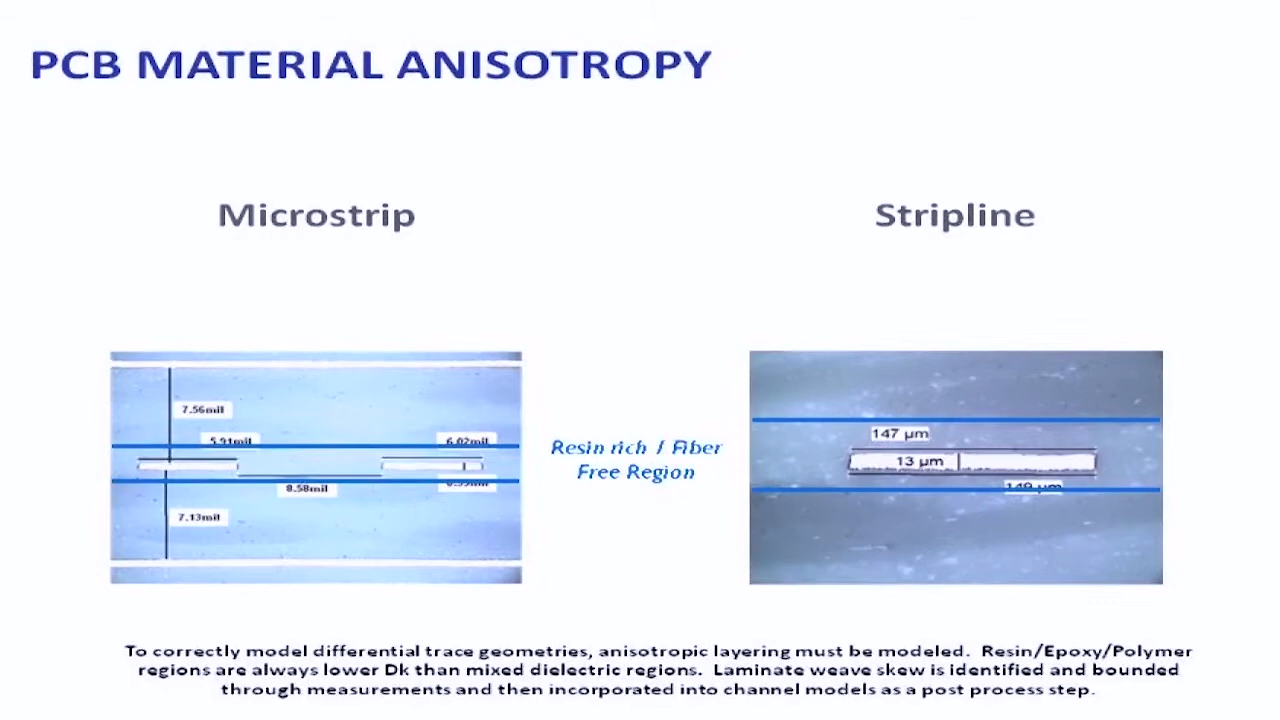 PCB MATERIAL ANISOTROPY
Microstrip
Stripline
7.56mil
5.91mil
6.02mil
8.58mil
7.13mil
Resin rich / Fiber
Free Region
147 µm
13 µm
149 µm
To correctly model differential trace geometries, anisotropic layering must be modeled. Resin/Epoxy/Polymer
regions are always lower Dk than mixed dielectric regions. Laminate weave skew is identified and bounded
through measurements and then incorporated into channel models as a post process step.